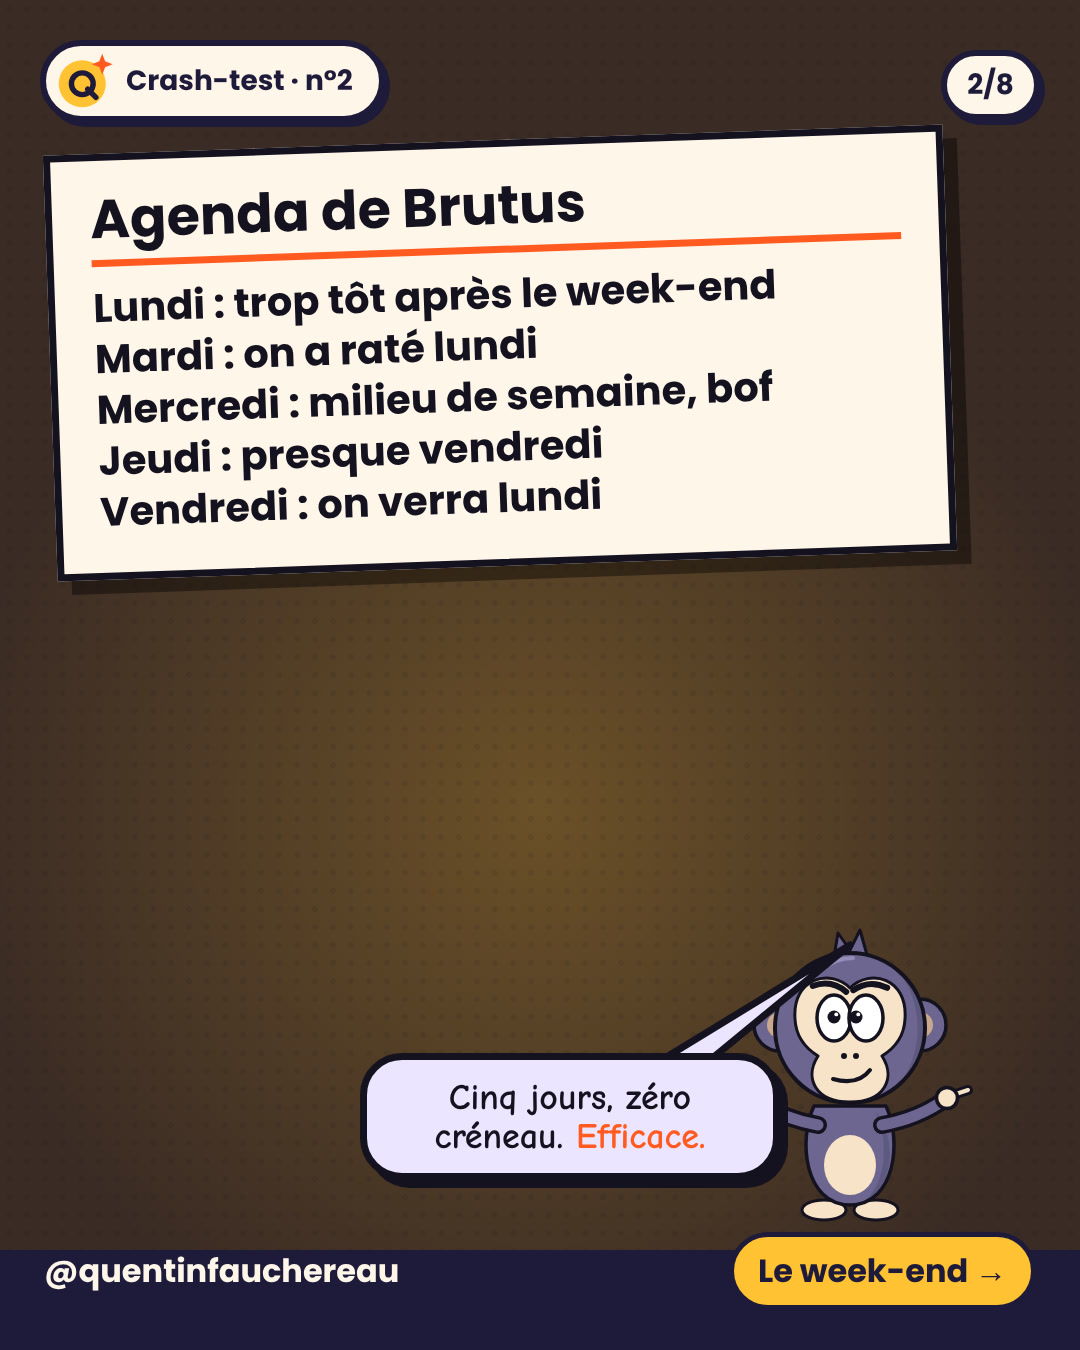 Q Crash-test · n°2
2/8
Agenda de Brutus
Lundi : trop tôt après le week-end
Mardi : on a raté lundi
Mercredi : milieu de semaine, bof
Jeudi : presque vendredi
Vendredi : on verra lundi
Cinq jours, zéro
créneau. Efficace.
@quentinfauchereau
Le week-end →